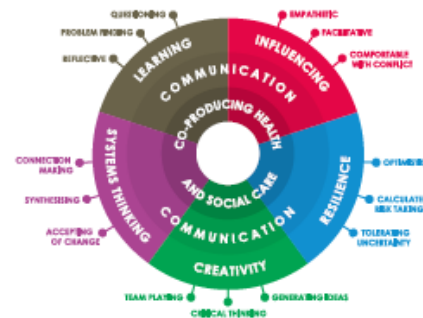 QUESTIONING
PROBLEM FINDING
REFLECTIVE
EMPATHETIC
FACILITATIVE
COMFORTABLE
WITH CONFLICT
LEARNING
INFLUENCING
COMMUNICATION
CO-PRODUCING HEALTH
AND SOCIAL CARE
COMMUNICATION
SYSTEMS THINKING
RESILIENCE
CREATIVITY
CONNECTION
MAKING
SYNTHESISING
ACCEPTING
OF CHANGE
OPTIMISTI
CALCULATE
RISK TAKING
TOLERATING
UNCERTAINTY
TEAM PLAYING
CRITICAL THINKING
GENERATING IDEAS